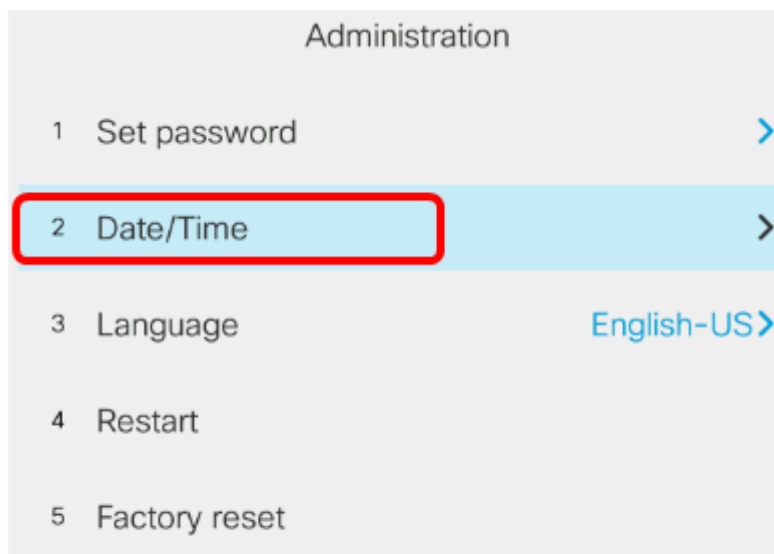 Administration
1 Set password
2 Date/Time
3 Language English-US
4 Restart
5 Factory reset